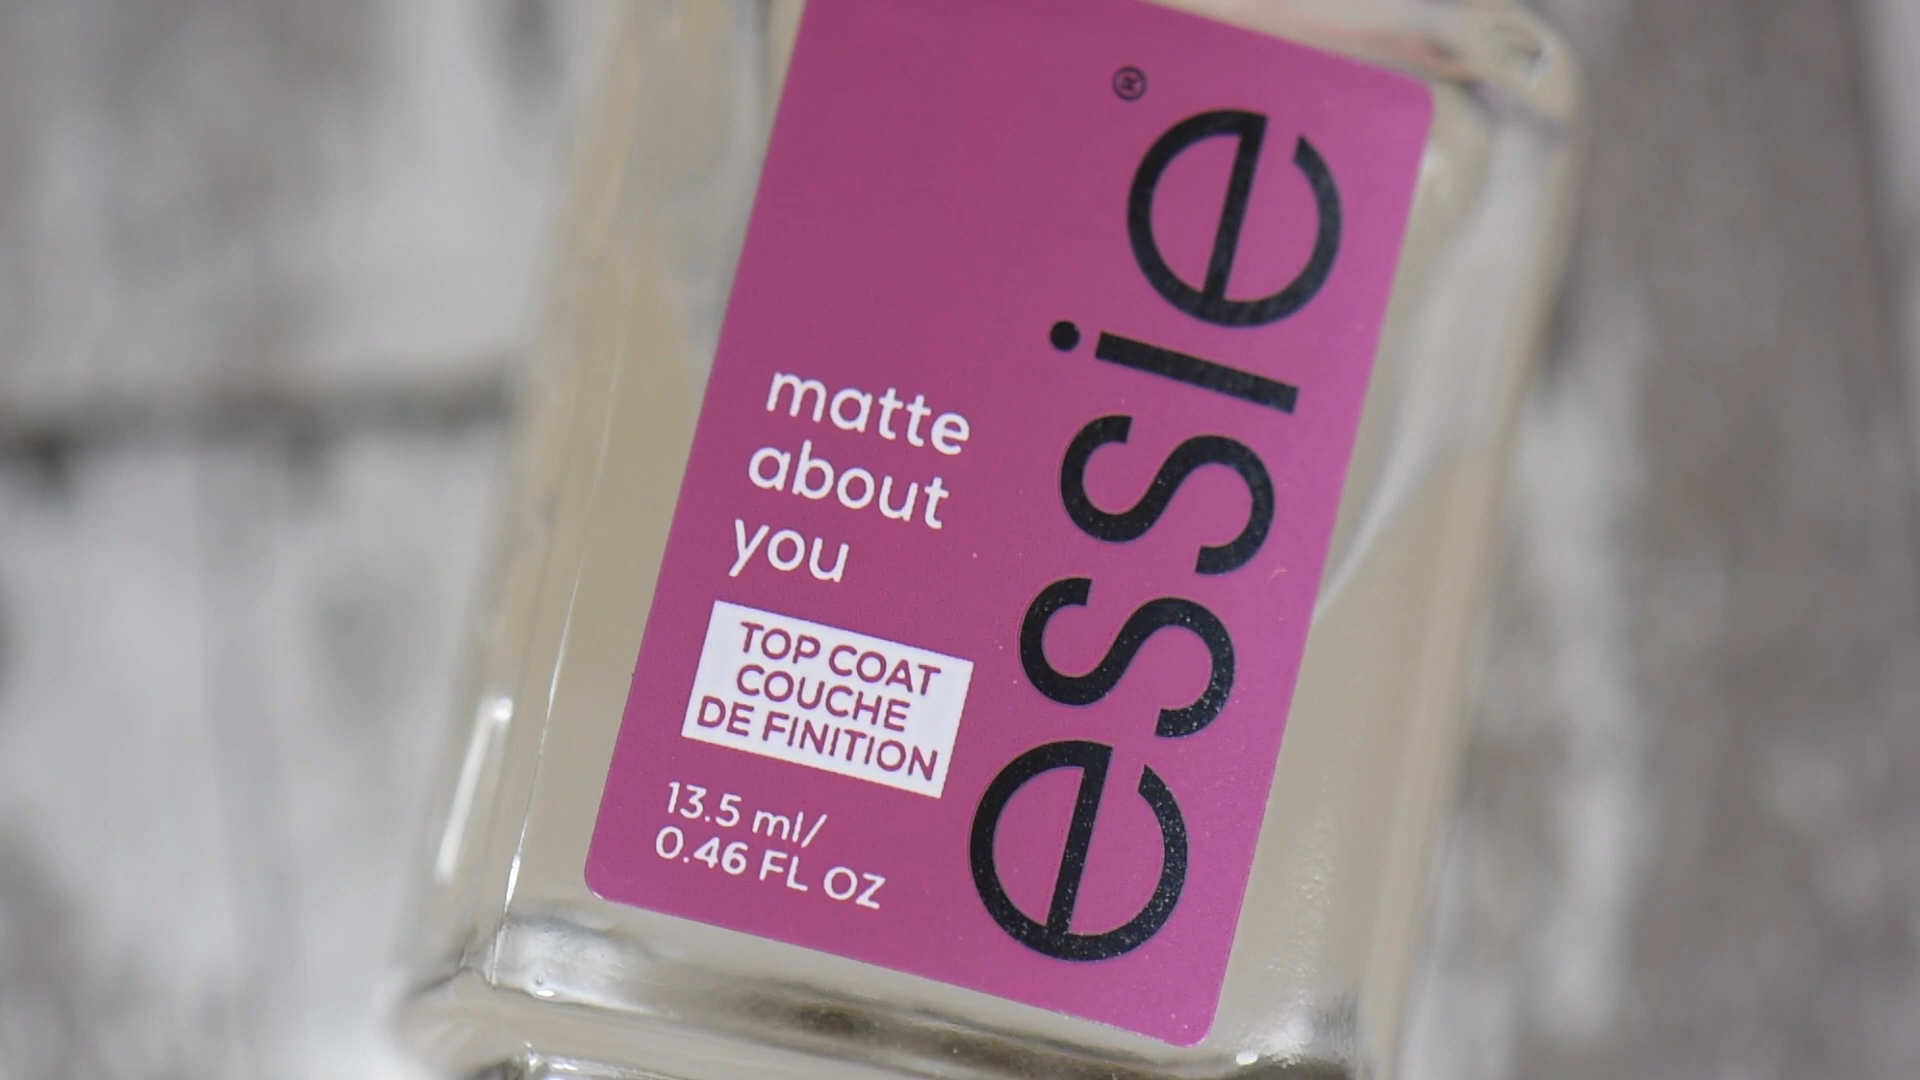 essie®
matte
about
you
TOP COAT
COUCHE
DE FINITION
13.5 ml/
0.46 FL OZ